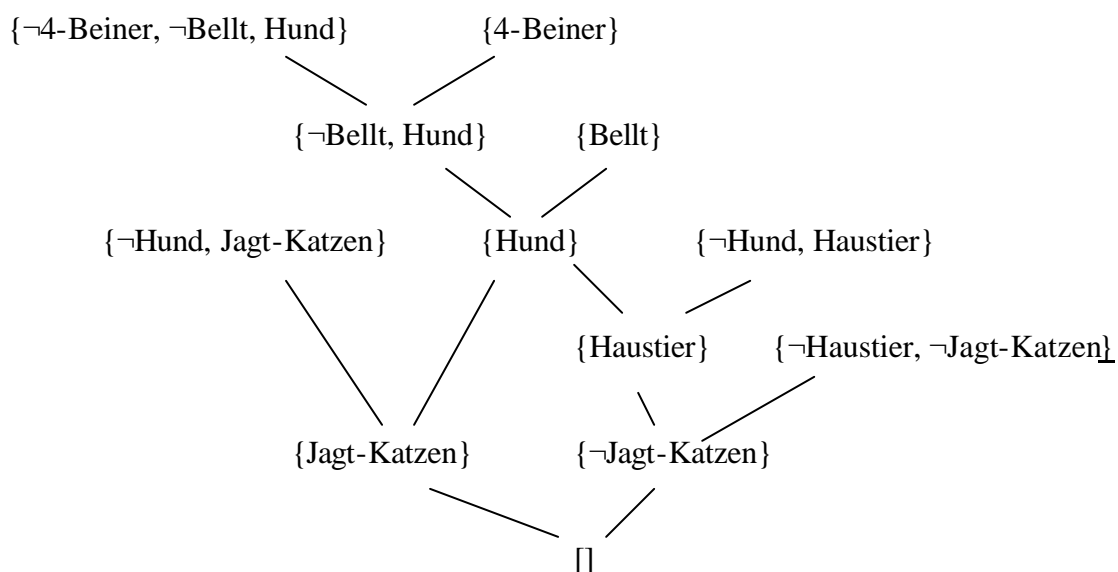 {¬4-Beiner, ¬Bellt, Hund} {4-Beiner}
{¬Bellt, Hund} {Bellt}
{¬Hund, Jagt-Katzen} {Hund} {¬Hund, Haustier}
{Haustier} {¬Haustier, ¬Jagt-Katzen}
{Jagt-Katzen} {¬Jagt-Katzen}
[]